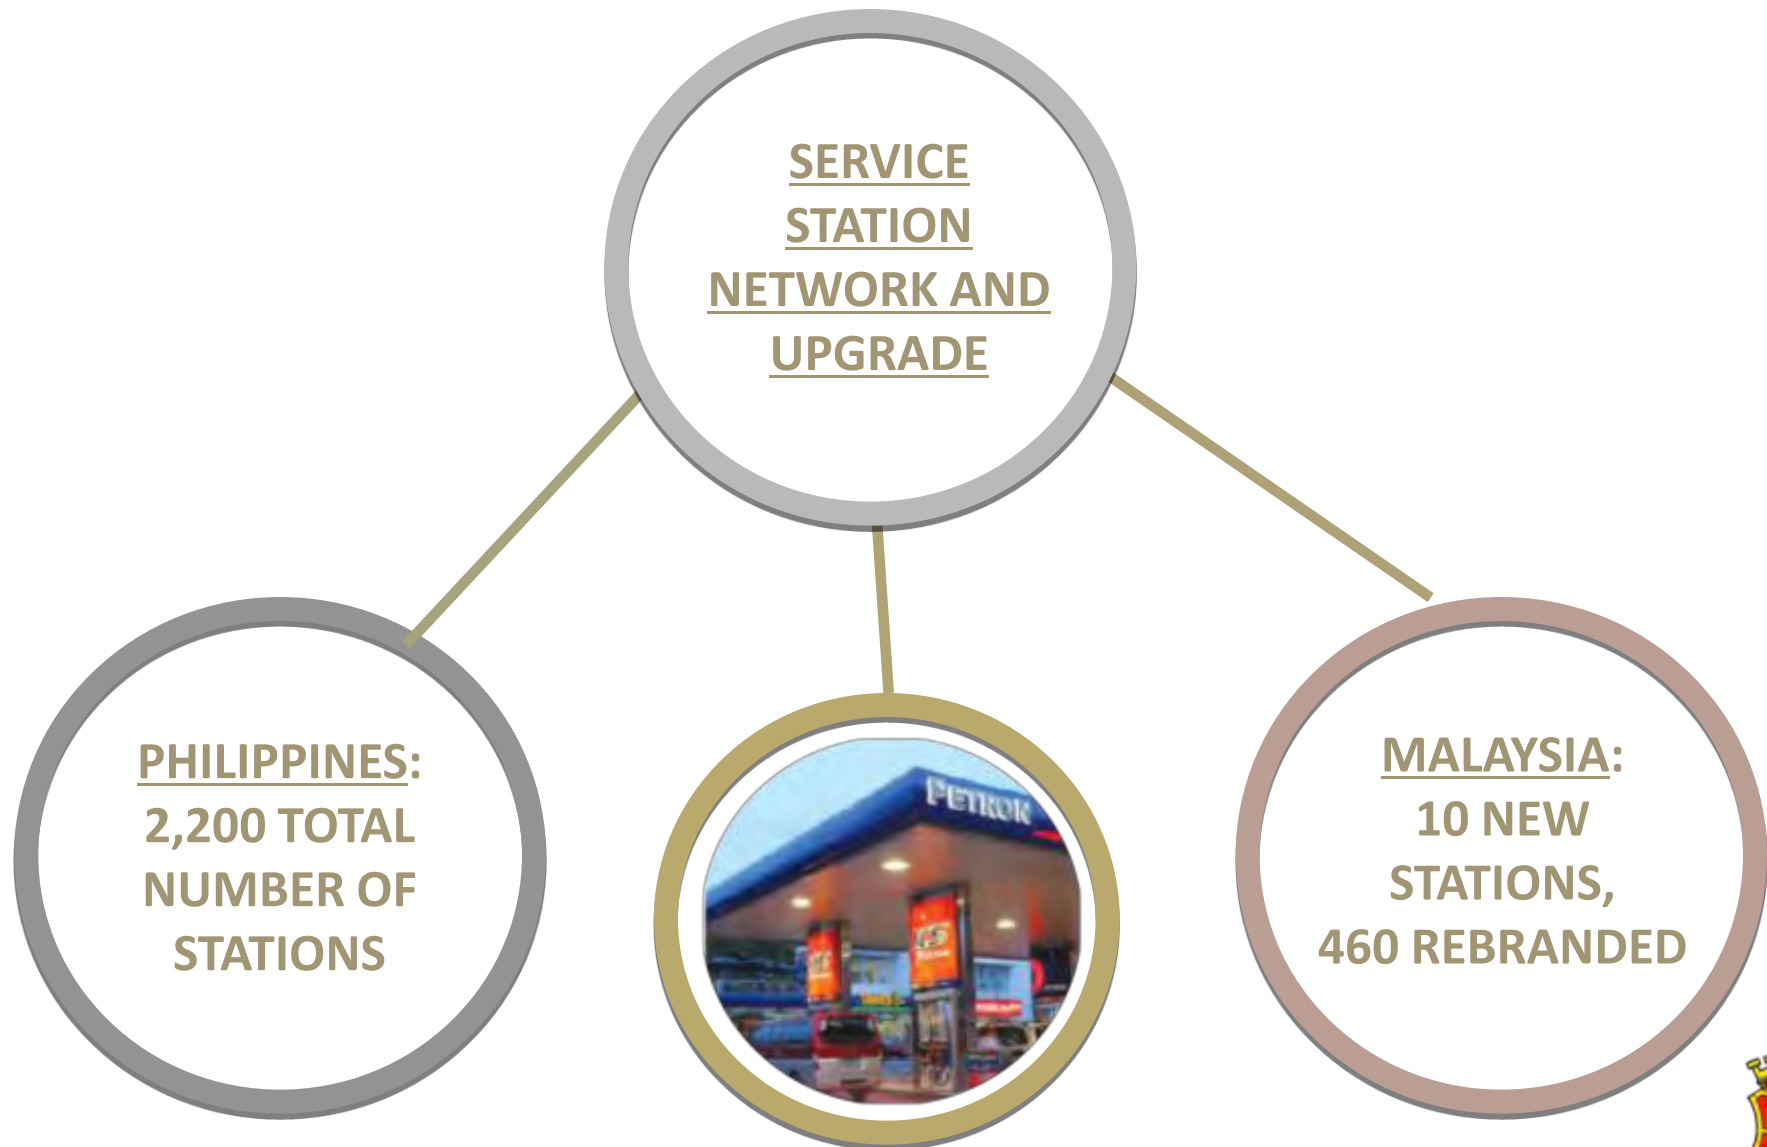 SERVICE
STATION
NETWORK AND
UPGRADE
PHILIPPINES:
2,200 TOTAL
NUMBER OF
STATIONS
PETRON
MALAYSIA:
10 NEW
STATIONS,
460 REBRANDED